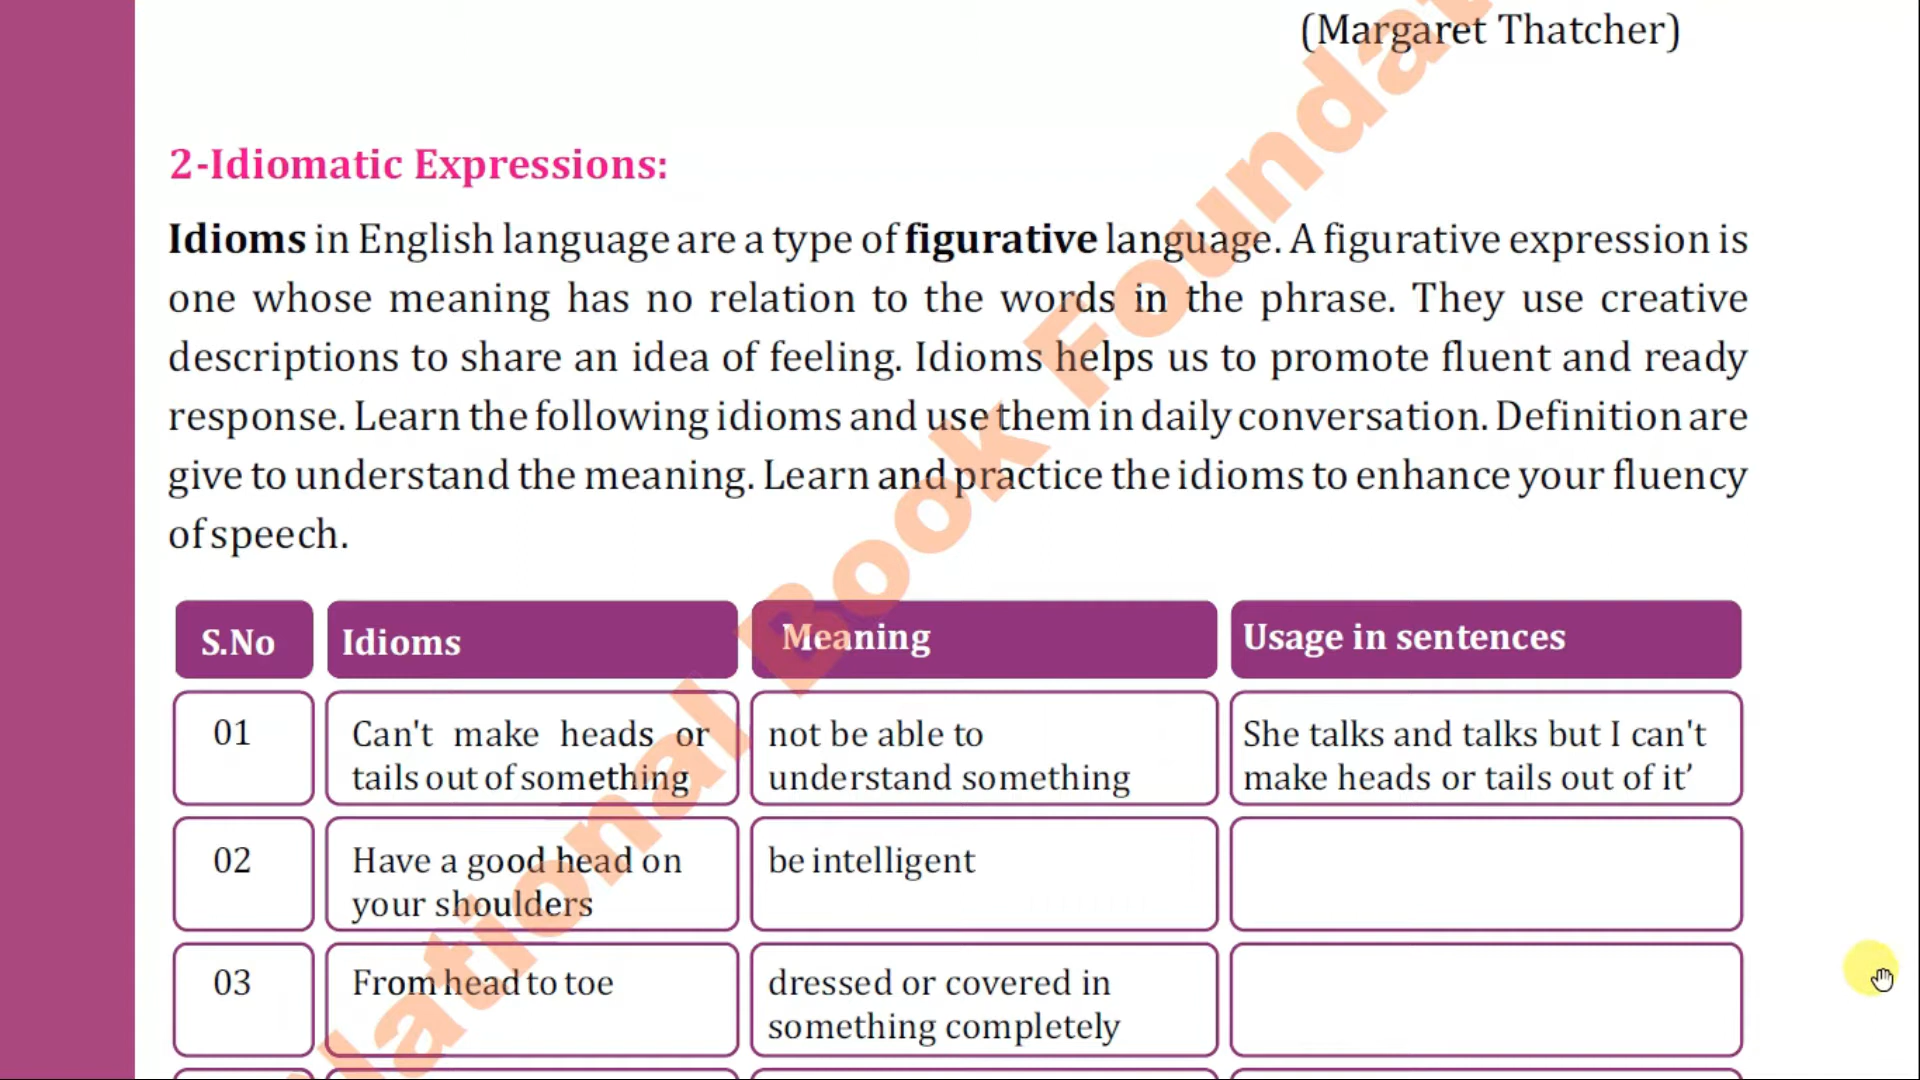 (Margaret Thatcher)
2-Idiomatic Expressions:
Idioms in English language are a type of figurative language. A figurative expression is
one whose meaning has no relation to the words in the phrase. They use creative
descriptions to share an idea of feeling. Idioms helps us to promote fluent and ready
response. Learn the following idioms and use them in daily conversation. Definition are
give to understand the meaning. Learn and practice the idioms to enhance your fluency
of speech.
S.No Idioms Meaning Usage in sentences
01 Can't make heads or not be able to She talks and talks but I can't
tails out of something understand something make heads or tails out of it’
02 Have a good head on be intelligent
your shoulders
03 From head to toe dressed or covered in
something completely
National Book Foundat